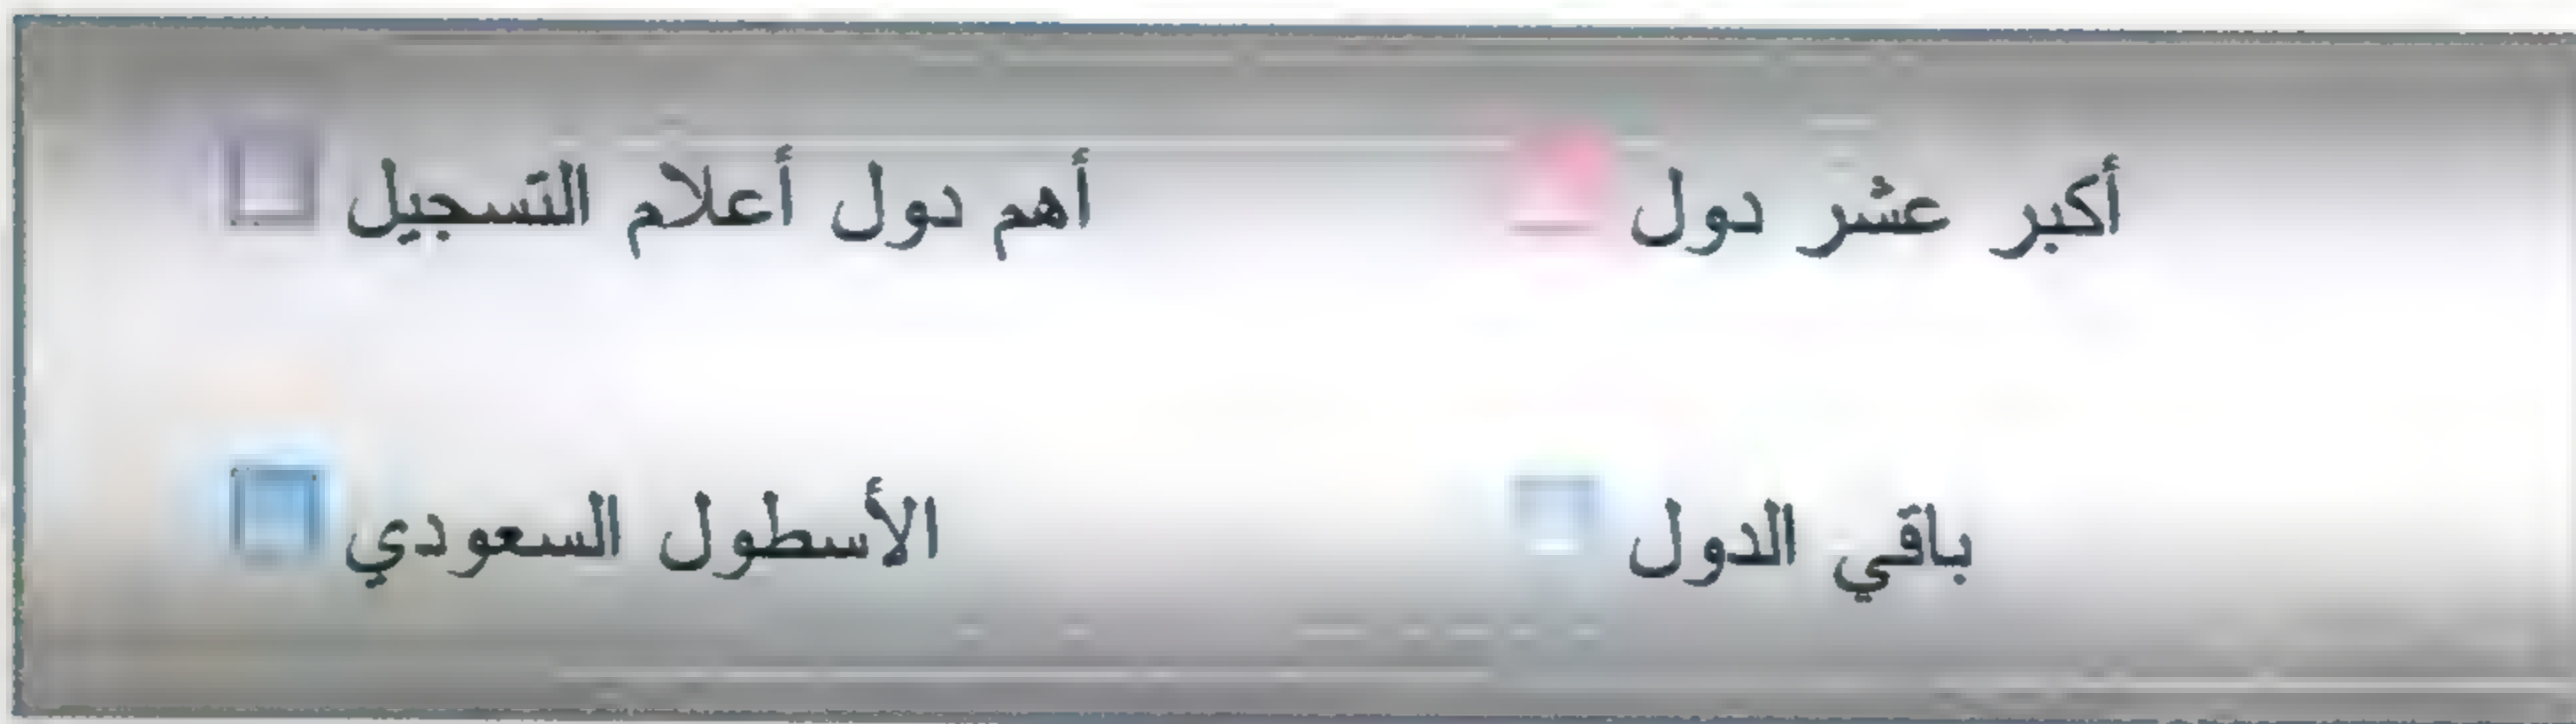 أكبر عشر دول
أهم دول أعلام التسجيل
باقي الدول
الأسطول السعودي